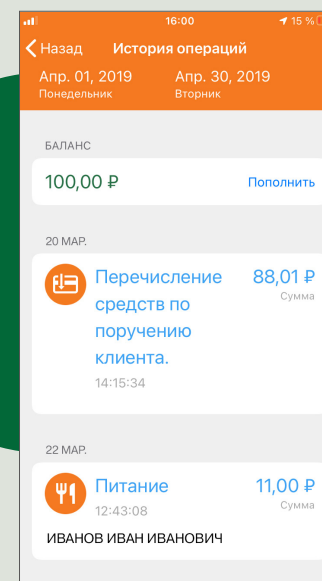 16:00
15 %
Назад История операций
Апр. 01, 2019 Апр. 30, 2019
Понедельник Вторник
БАЛАНС
100,00 ₽ Пополнить
20 МАР.
Перечисление 88,01 ₽
средств по Сумма
поручению
клиента.
14:15:34
22 МАР.
Питание 11,00 ₽
12:43:08 Сумма
ИВАНОВ ИВАН ИВАНОВИЧ